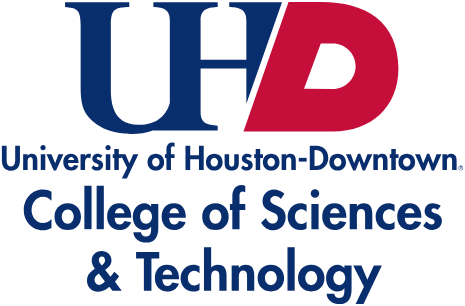 UHD
University of Houston-Downtown®
College of Sciences
& Technology